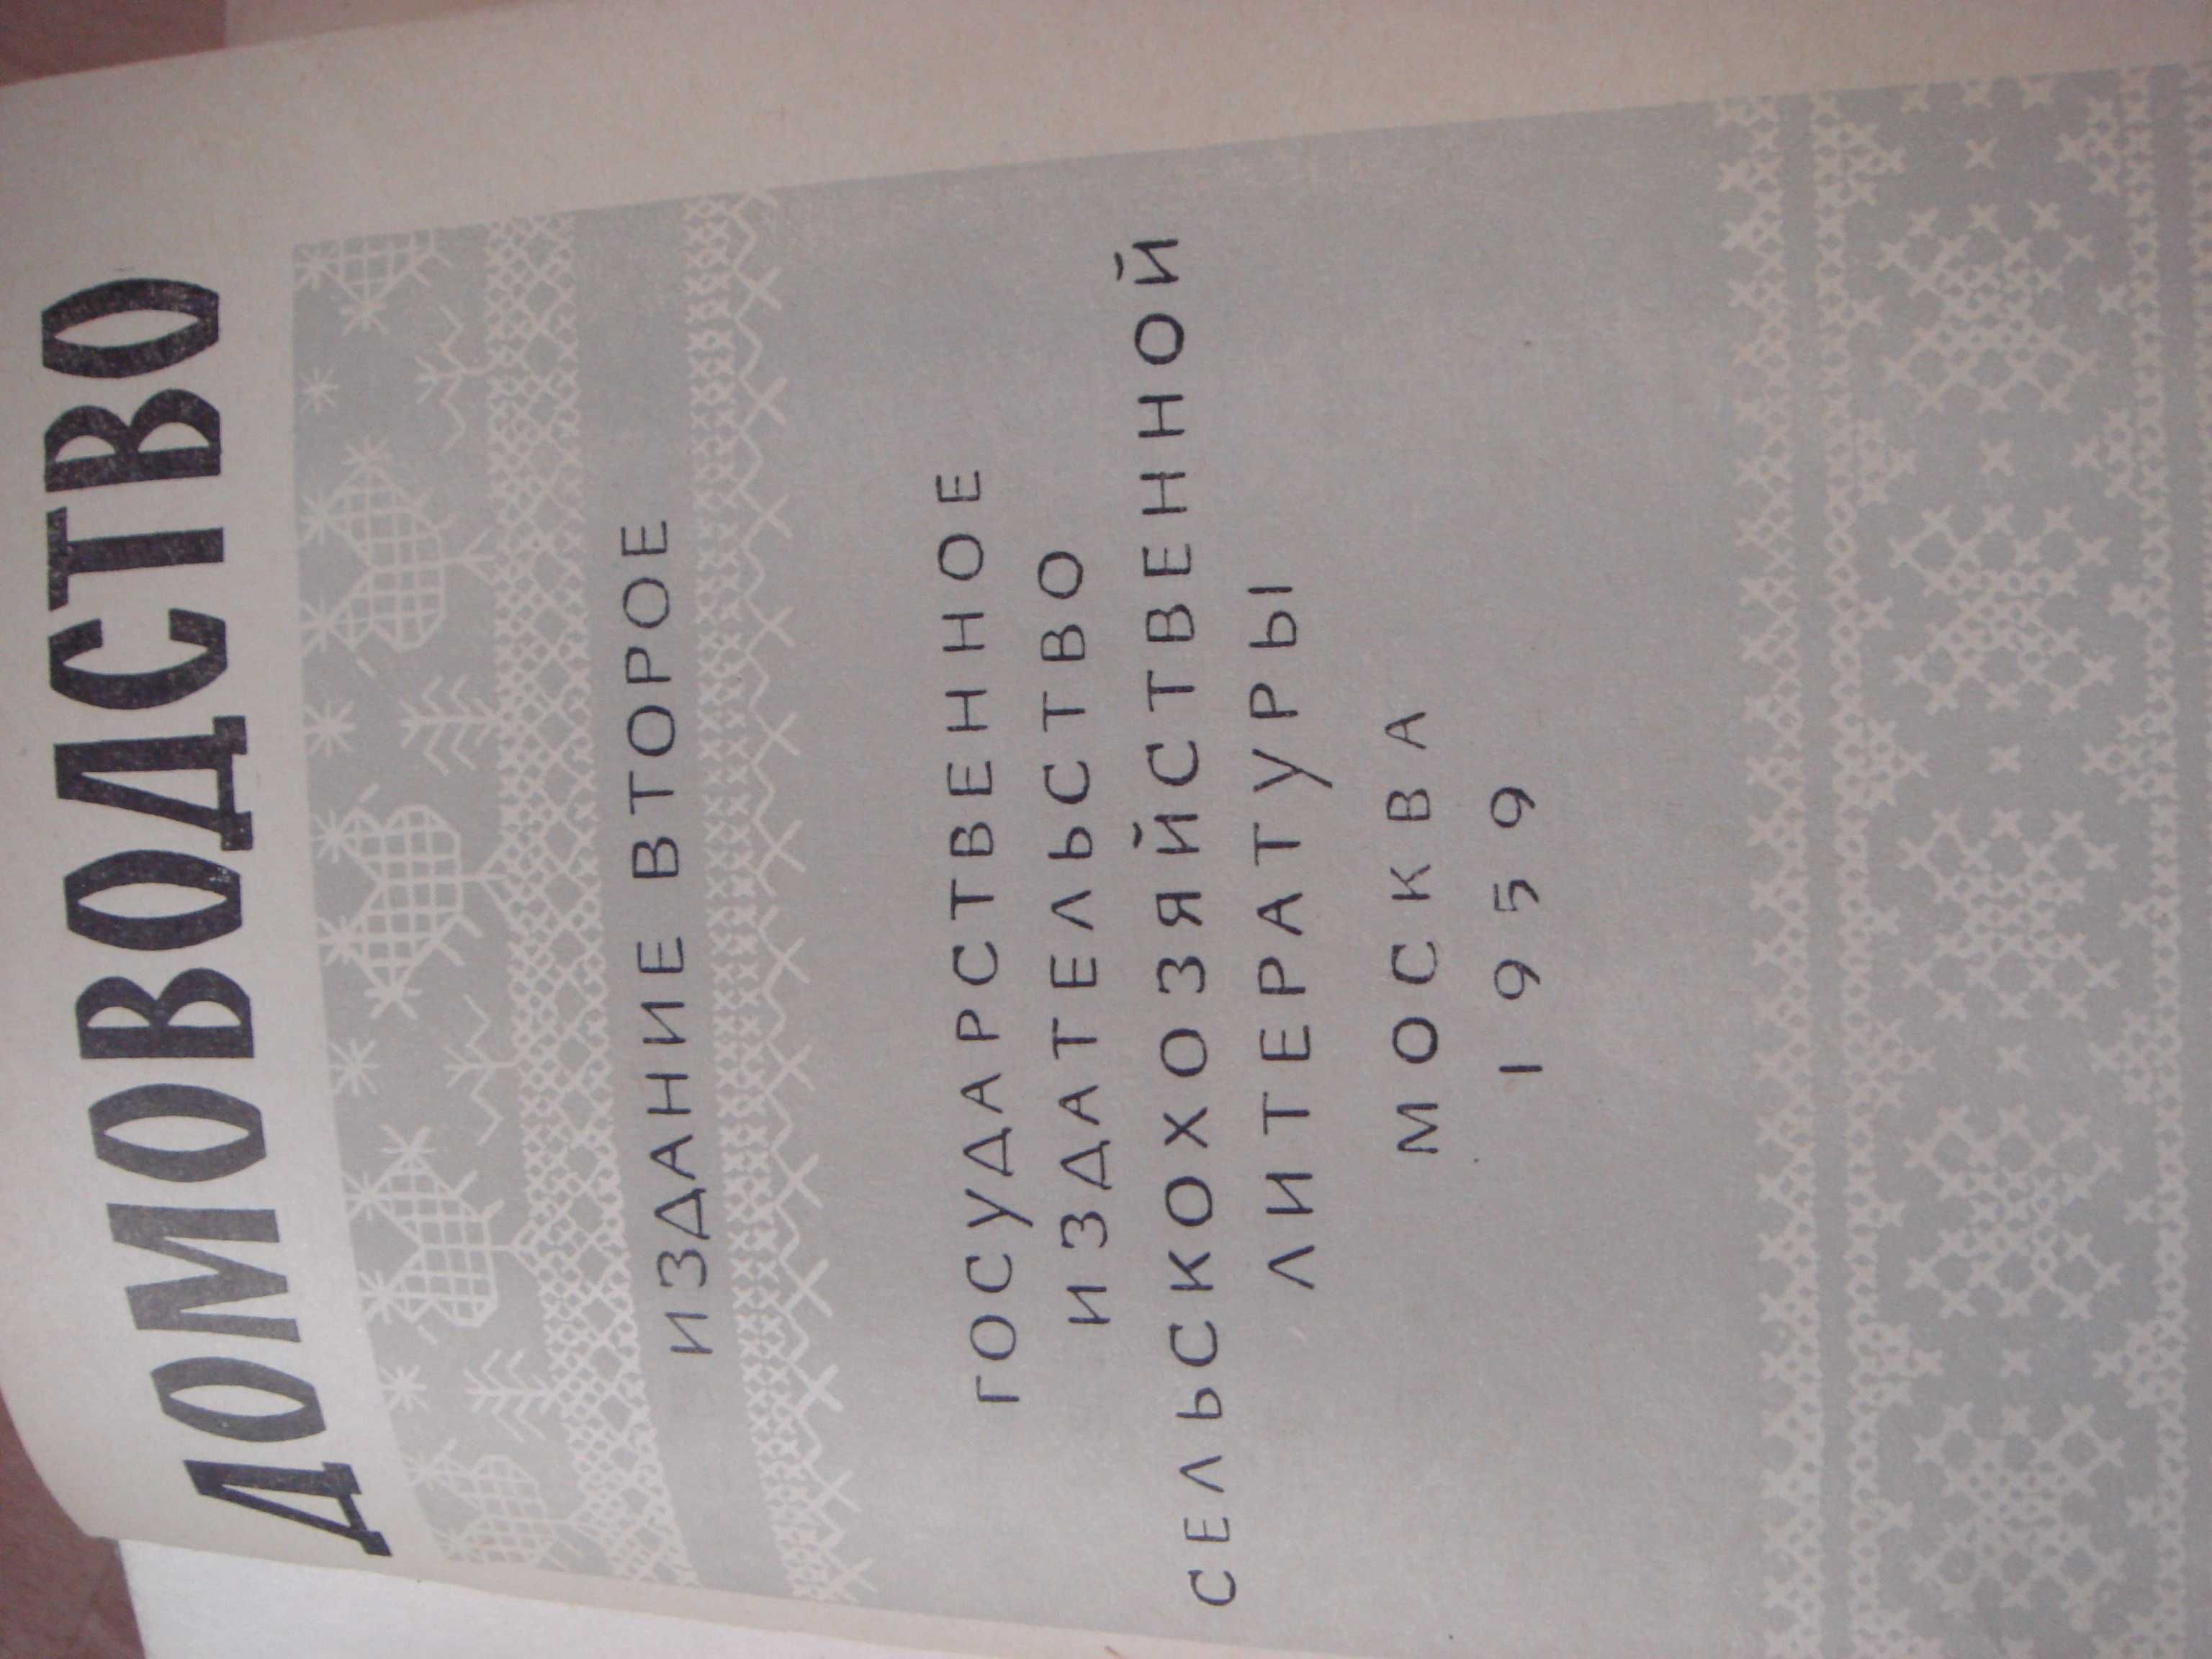 ДОМОВОДСТВО
ИЗДАНИЕ ВТОРОЕ
ГОСУДАРСТВЕННОЕ
ИЗДАТЕЛЬСТВО
СЕЛЬСКОХОЗЯЙСТВЕННОЙ
ЛИТЕРАТУРЫ
МОСКВА
1959